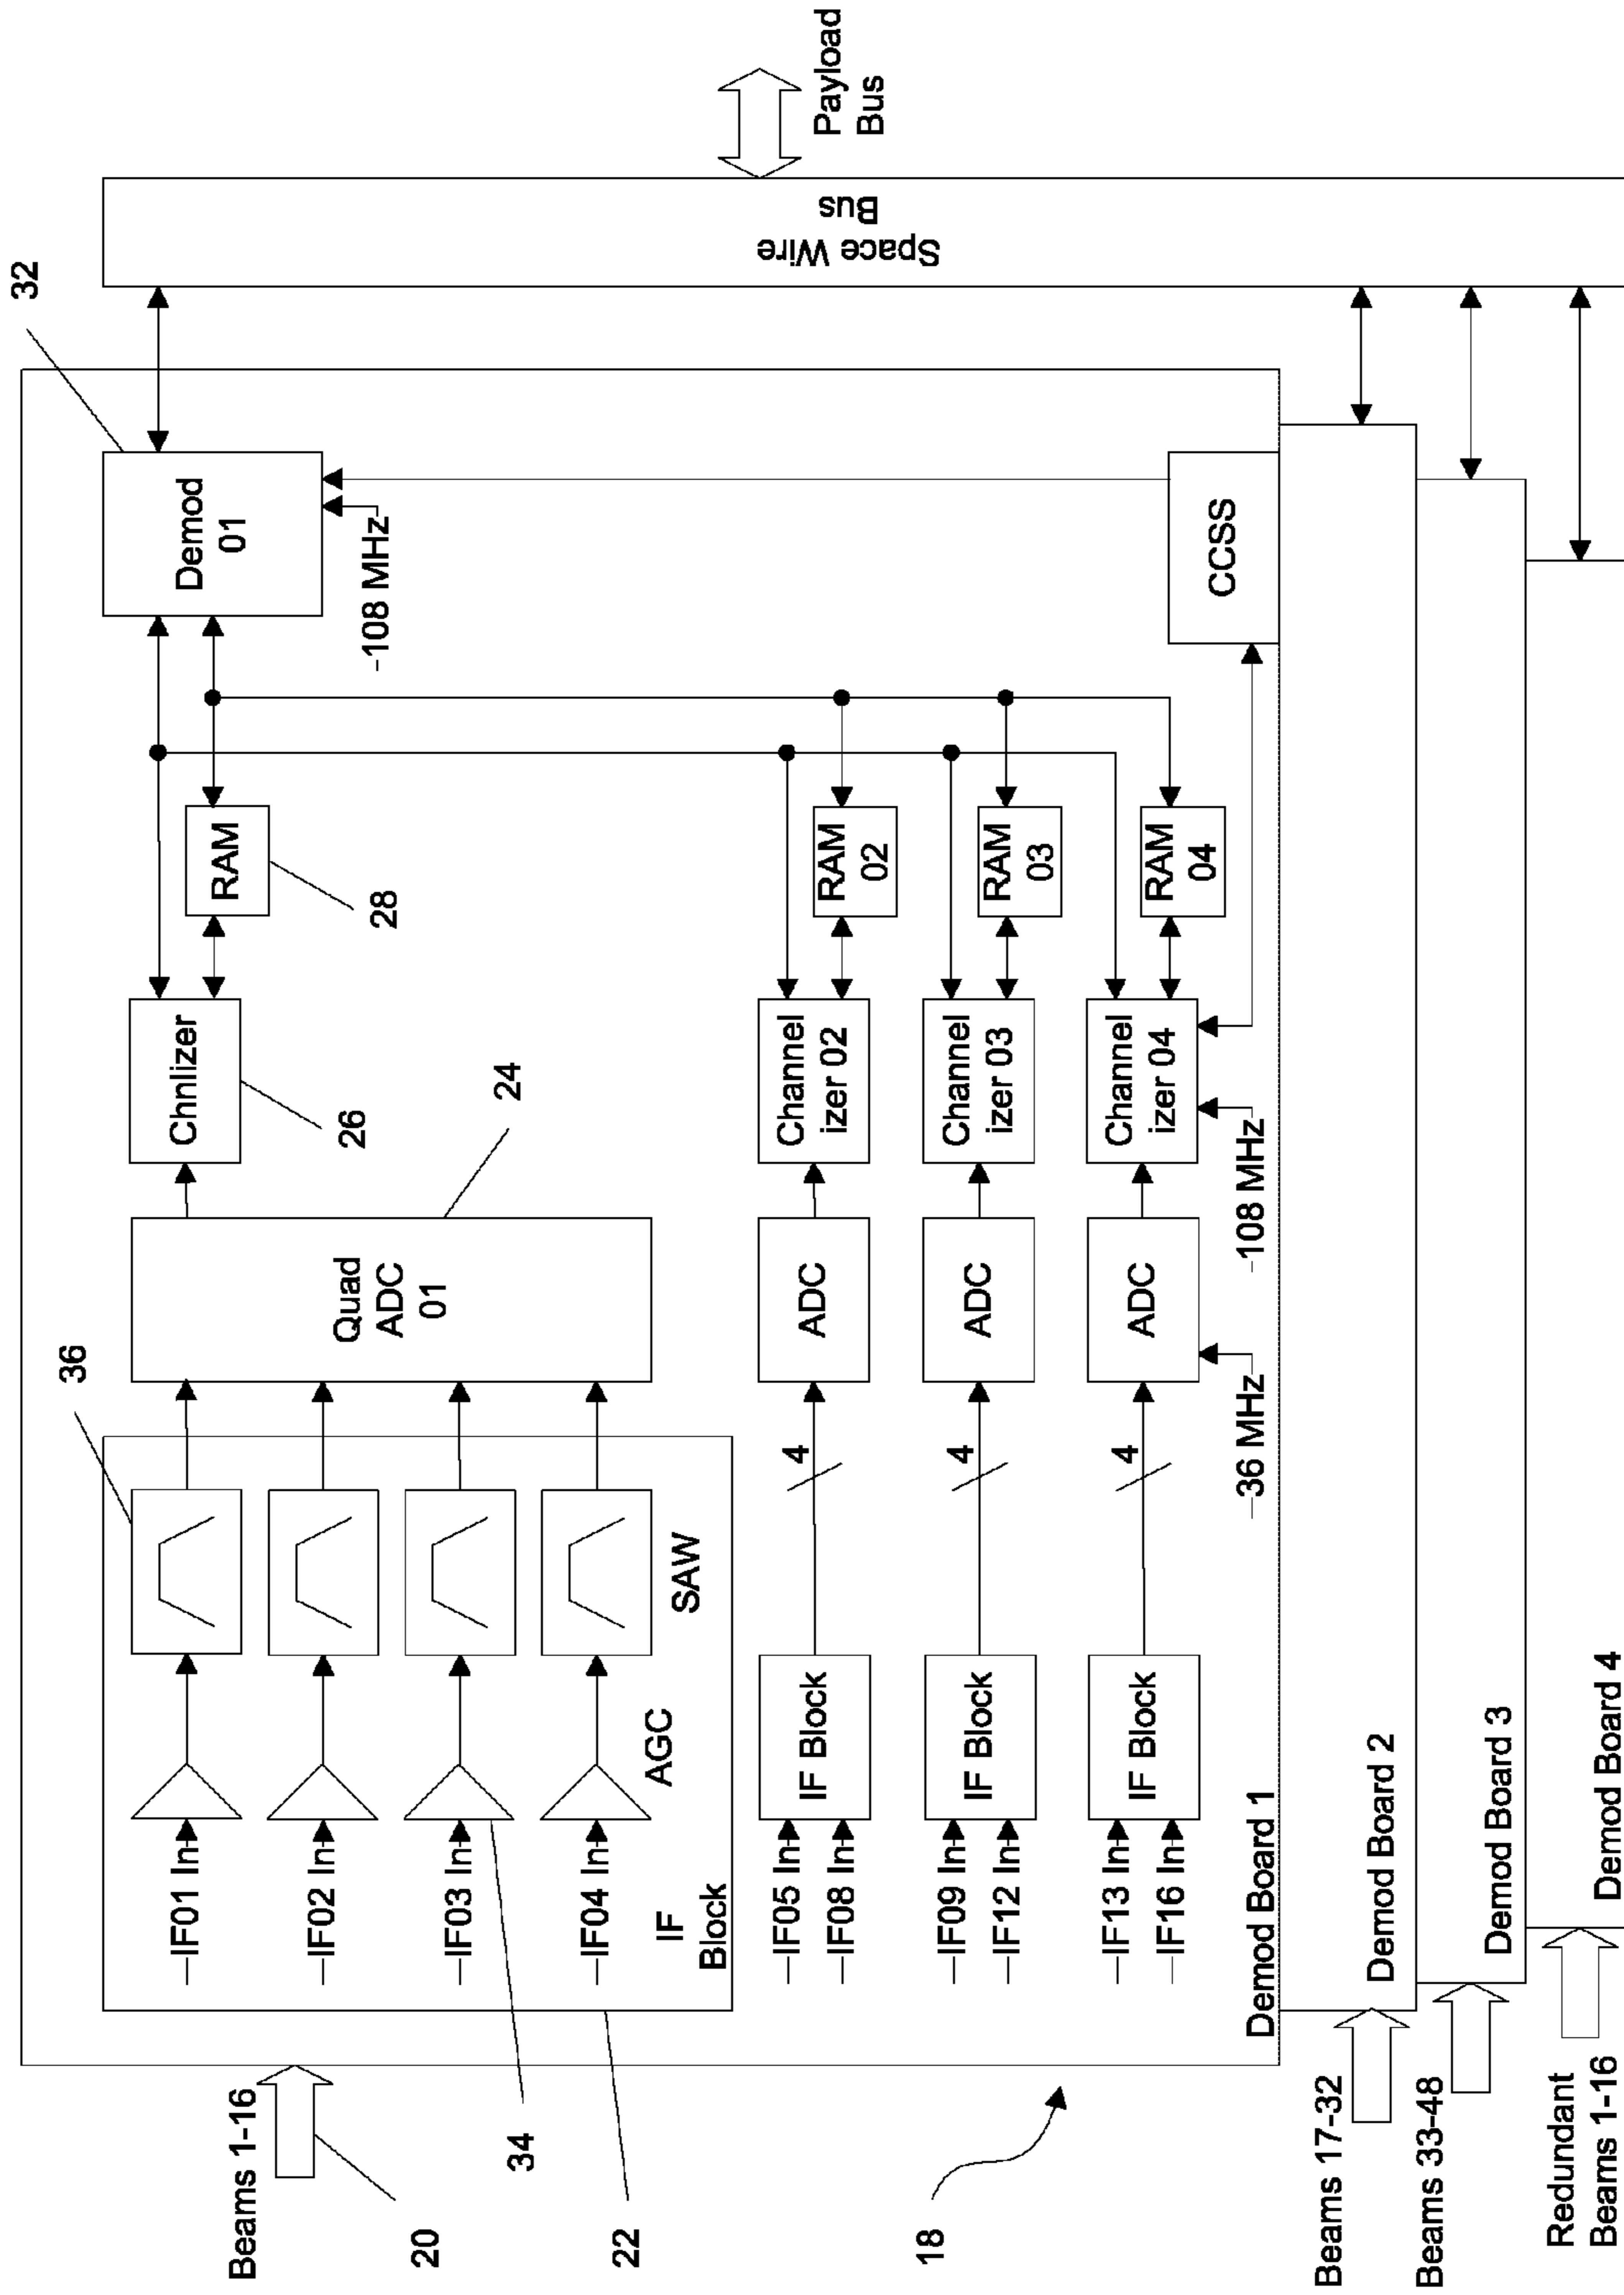 Beams 1-16
20
22
34
36
24
26
28
32
18
IF01 In
IF02 In
IF03 In
IF04 In
AGC
SAW
IF
Block
Quad
ADC
01
Chnlizer
RAM
Demod
01
108 MHz
IF05 In
IF08 In
IF Block
4
ADC
Channel
izer 02
RAM
02
IF09 In
IF12 In
IF Block
4
ADC
Channel
izer 03
RAM
03
IF13 In
IF16 In
IF Block
4
ADC
Channel
izer 04
RAM
04
36 MHz
108 MHz
CCSS
Demod Board 1
Beams 17-32
Demod Board 2
Beams 33-48
Demod Board 3
Redundant
Beams 1-16
Demod Board 4
Space Wire
Bus
Payload
Bus